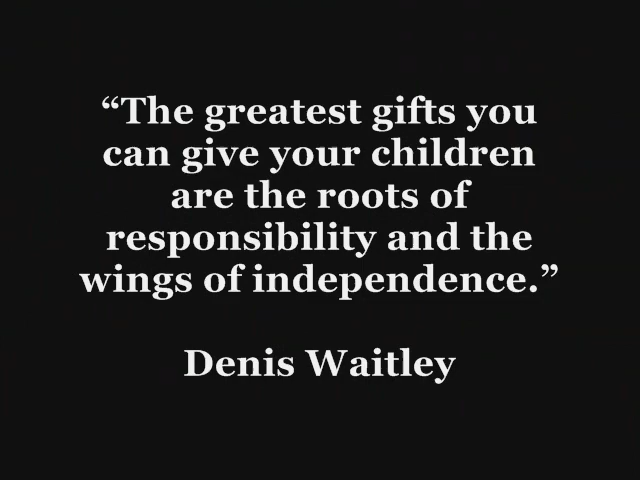 “The greatest gifts you
can give your children
are the roots of
responsibility and the
wings of independence.”
Denis Waitley